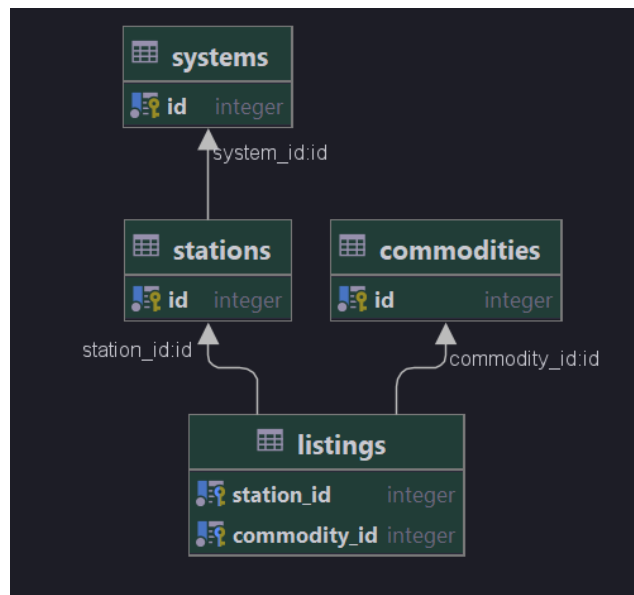 systems
id integer
system_id:id
stations
id integer
commodities
id integer
station_id:id
commodity_id:id
listings
station_id integer
commodity_id integer